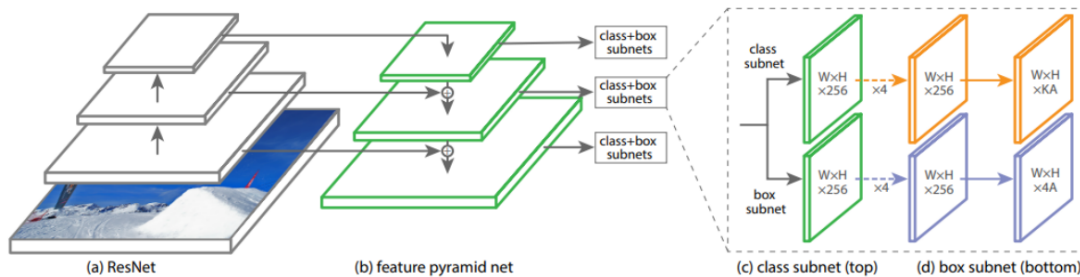 class+box
subnets
class+box
subnets
class+box
subnets
class
subnet
W×H
×256
×4
W×H
×256
W×H
×KA
box
subnet
W×H
×256
×4
W×H
×256
W×H
×4A
(a) ResNet
(b) feature pyramid net
(c) class subnet (top)
(d) box subnet (bottom)